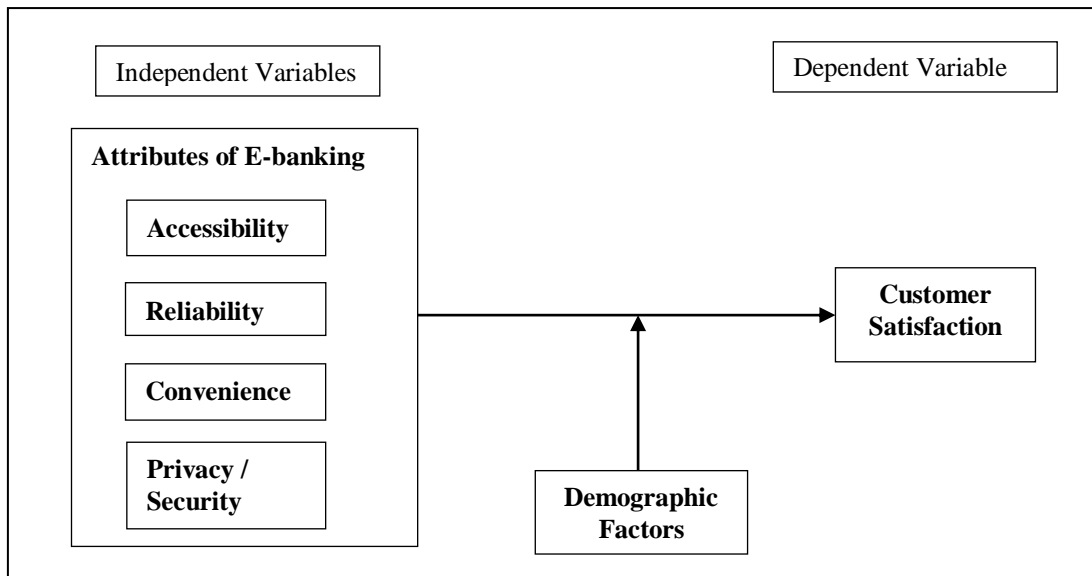 Independent Variables
Dependent Variable
Attributes of E-banking
Accessibility
Reliability
Convenience
Privacy /
Security
Customer
Satisfaction
Demographic
Factors